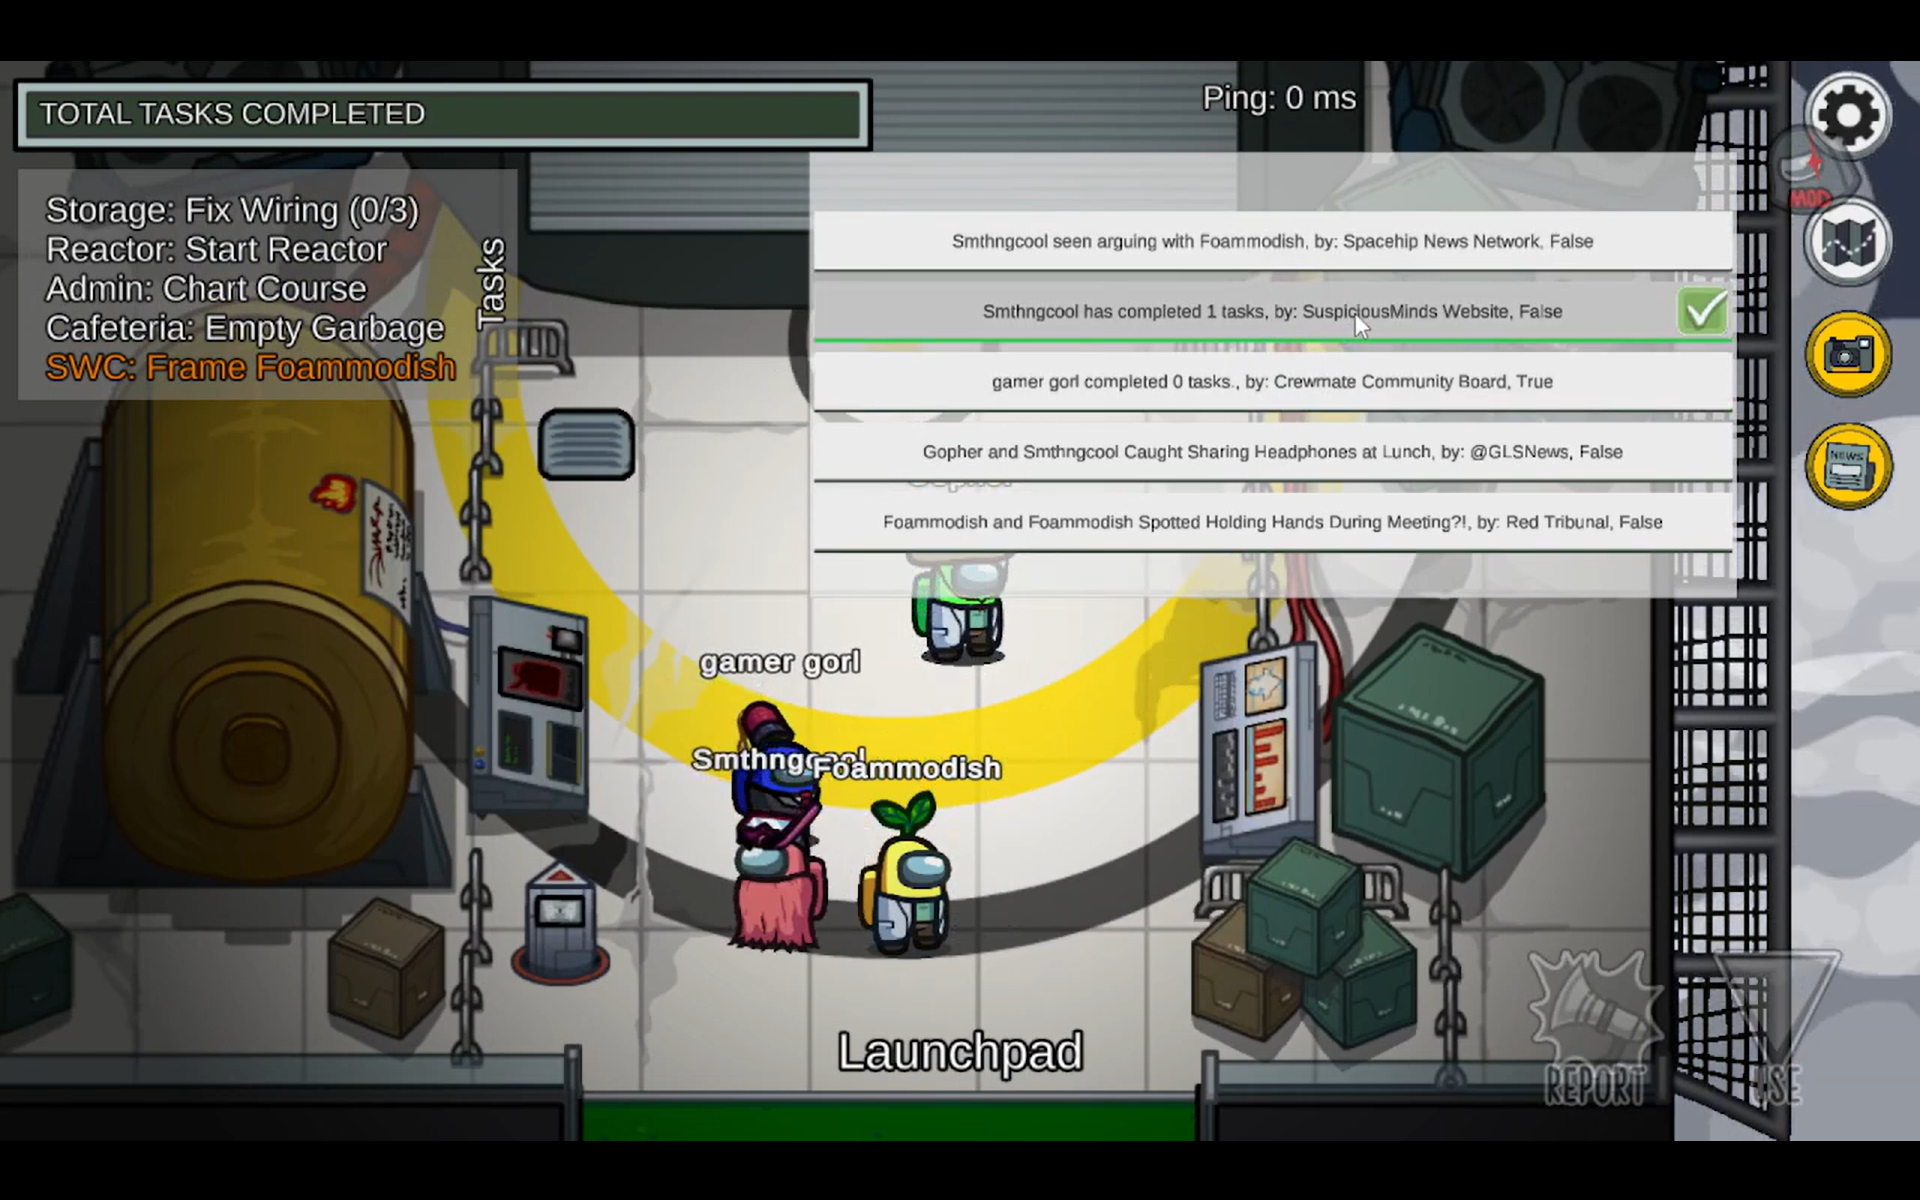 TOTAL TASKS COMPLETED
Ping: 0 ms
MOD
Storage: Fix Wiring (0/3)
Reactor: Start Reactor
Admin: Chart Course
Cafeteria: Empty Garbage
SWC: Frame Foammodish
Tasks
Smthngcool seen arguing with Foammodish, by: Spaceship News Network, False
Smthngcool has completed 1 tasks, by: SuspiciousMinds Website, False
gamer gorl completed 0 tasks., by: Crewmate Community Board, True
Gopher and Smthngcool Caught Sharing Headphones at Lunch, by: @GLSNews, False
Foammodish and Foammodish Spotted Holding Hands During Meeting?!, by: Red Tribunal, False
NEWS
gamer gorl
Smthngcool
Foammodish
Launchpad
REPORT
USE